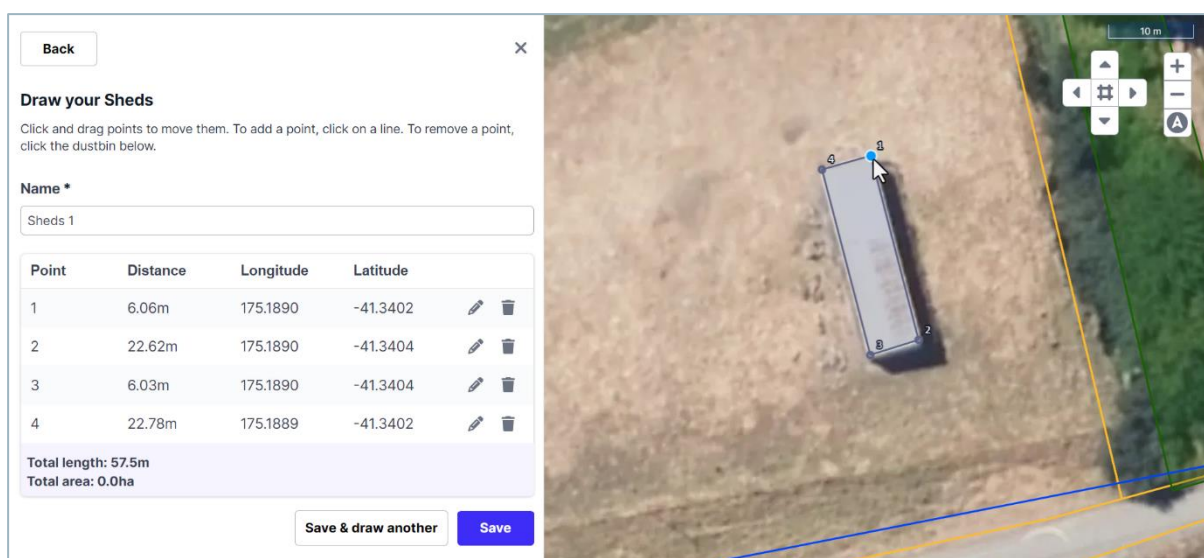 Back
Draw your Sheds
Click and drag points to move them. To add a point, click on a line. To remove a point,
click the dustbin below.
Name *
Sheds 1
Point Distance Longitude Latitude
1 6.06m 175.1890 -41.3402
2 22.62m 175.1890 -41.3404
3 6.03m 175.1890 -41.3404
4 22.78m 175.1889 -41.3402
Total length: 57.5m
Total area: 0.0ha
Save & draw another Save
10 m
A
1
4
2
3